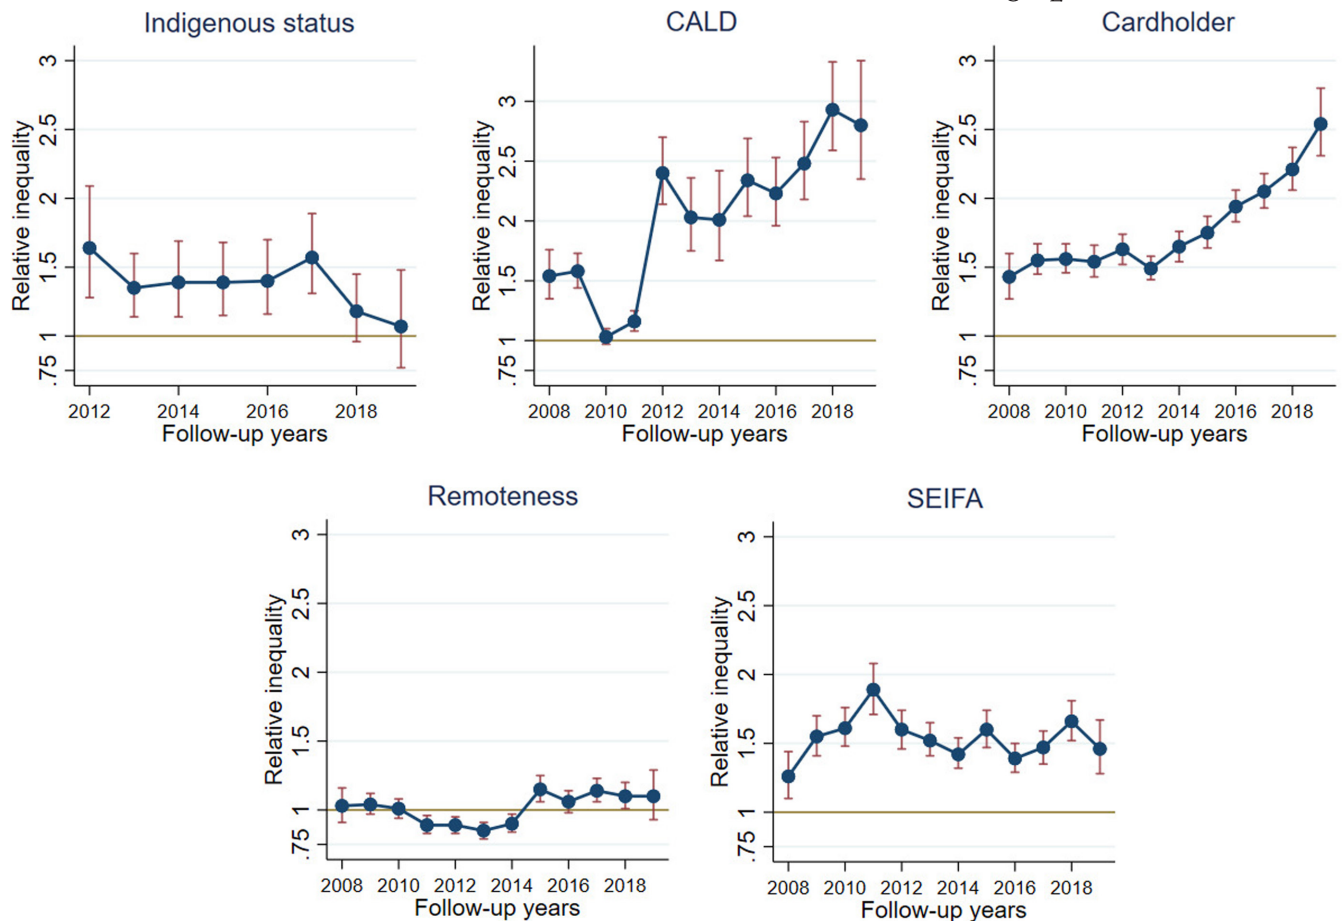 Indigenous status
Relative inequality
3
2.5
2
1.5
1
.75
2012 2014 2016 2018
Follow-up years
CALD
Relative inequality
3
2.5
2
1.5
1
.75
2008 2010 2012 2014 2016 2018
Follow-up years
Cardholder
Relative inequality
3
2.5
2
1.5
1
.75
2008 2010 2012 2014 2016 2018
Follow-up years
Remoteness
Relative inequality
3
2.5
2
1.5
1
.75
2008 2010 2012 2014 2016 2018
Follow-up years
SEIFA
Relative inequality
3
2.5
2
1.5
1
.75
2008 2010 2012 2014 2016 2018
Follow-up years